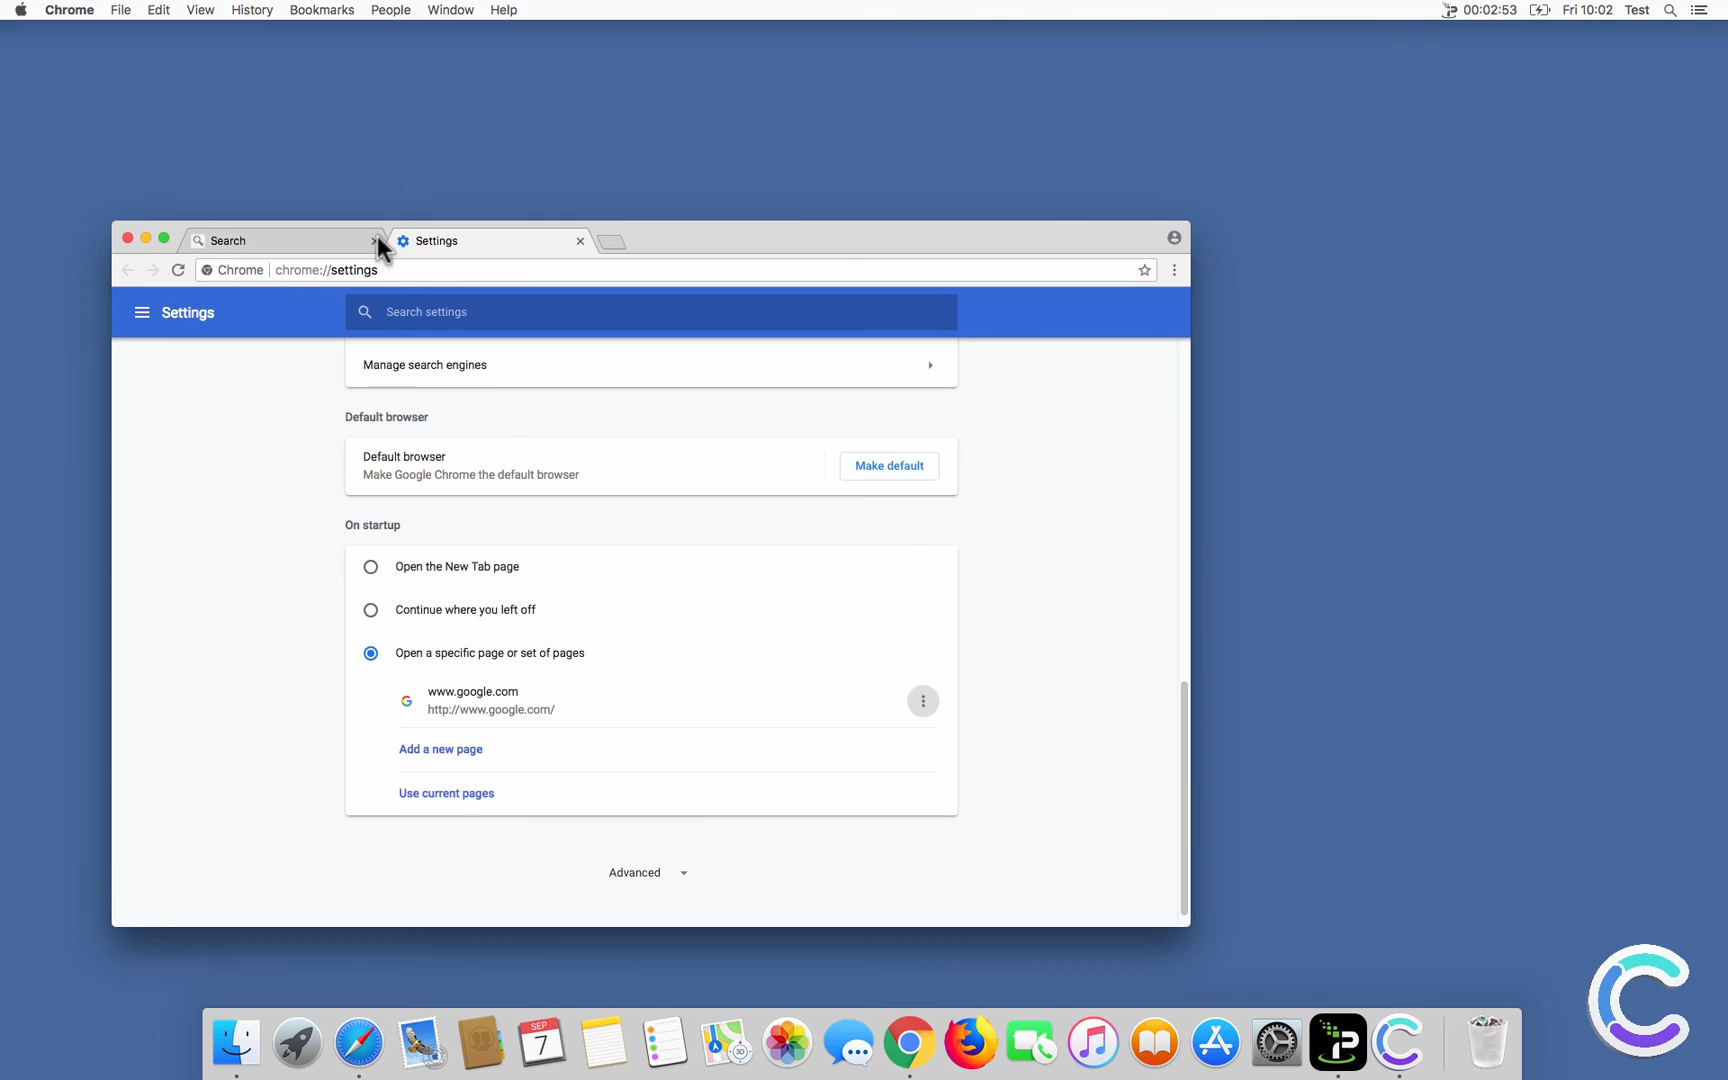 Chrome File Edit View History Bookmarks People Window Help 00:02:53 Fri 10:02 Test
Search Settings
Chrome chrome://settings
Settings Search settings
Manage search engines
Default browser
Default browser
Make Google Chrome the default browser
Make default
On startup
Open the New Tab page
Continue where you left off
Open a specific page or set of pages
www.google.com
http://www.google.com/
Add a new page
Use current pages
Advanced
SEP
7
3D